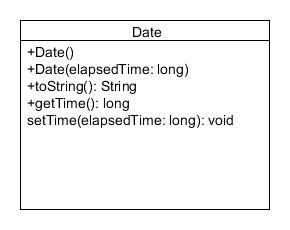 Date
+Date()
+Date(elapsedTime: long)
+toString(): String
+getTime(): long
setTime(elapsedTime: long): void